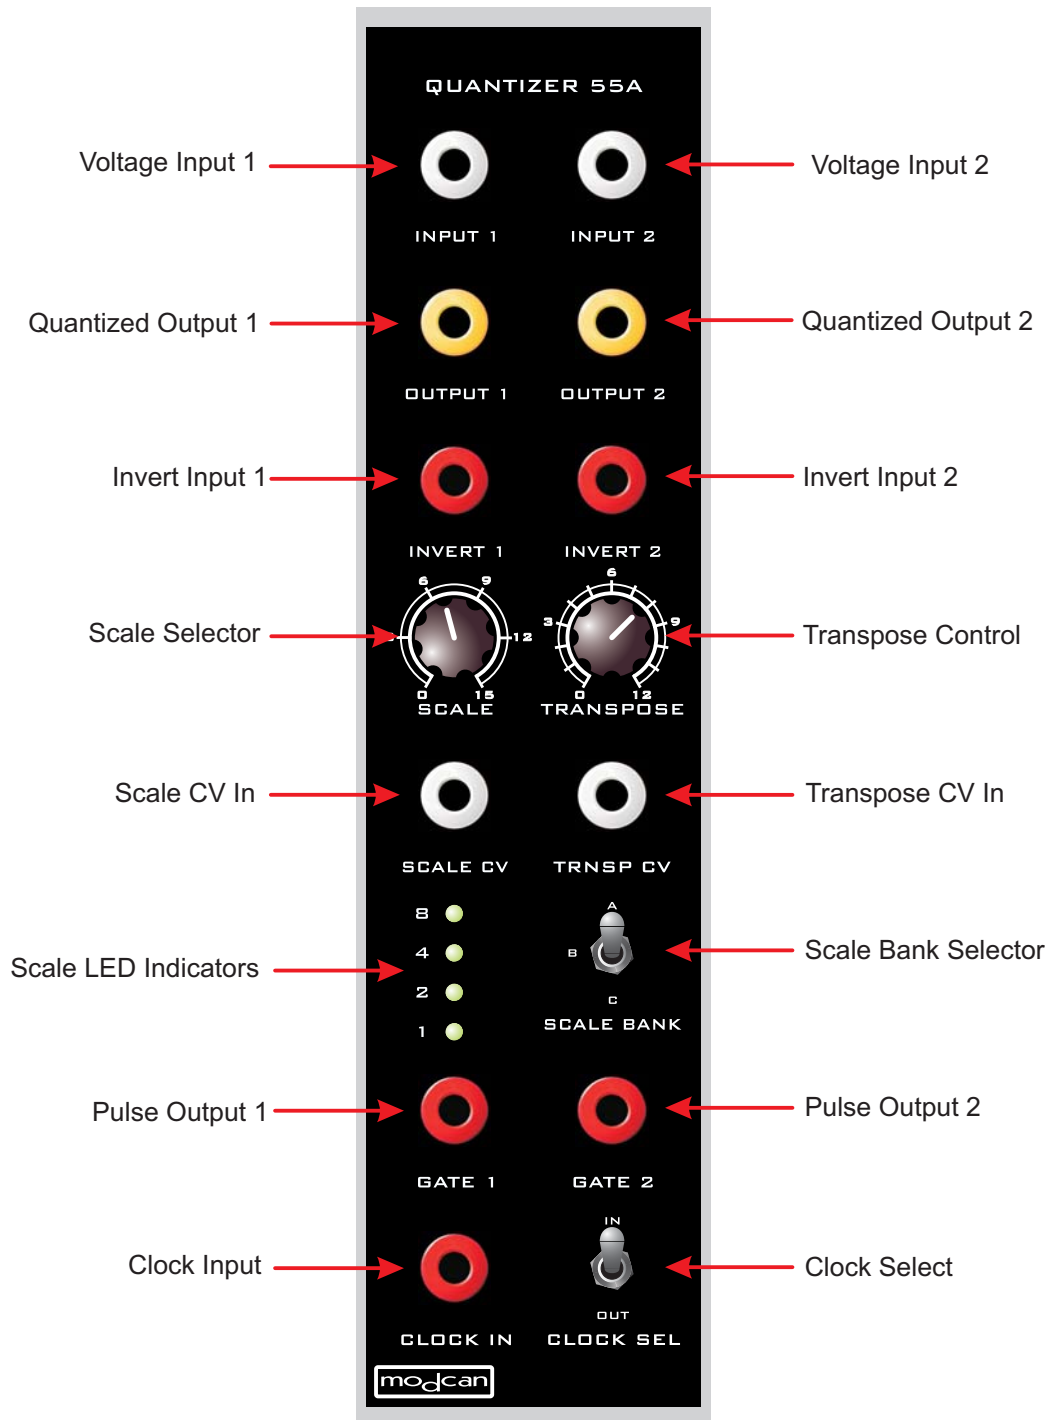 QUANTIZER 55A
Voltage Input 1
Voltage Input 2
INPUT 1 INPUT 2
Quantized Output 1
Quantized Output 2
OUTPUT 1 OUTPUT 2
Invert Input 1
Invert Input 2
INVERT 1 INVERT 2
6 9 6
3 9
Scale Selector
12
Transpose Control
0 15 0 12
SCALE TRANSPOSE
Scale CV In
Transpose CV In
SCALE CV TRNSP CV
8 A
4 B
Scale LED Indicators
Scale Bank Selector
2 C
1 SCALE BANK
Pulse Output 1
Pulse Output 2
GATE 1 GATE 2
IN
Clock Input
Clock Select
OUT
CLOCK IN CLOCK SEL
modcan